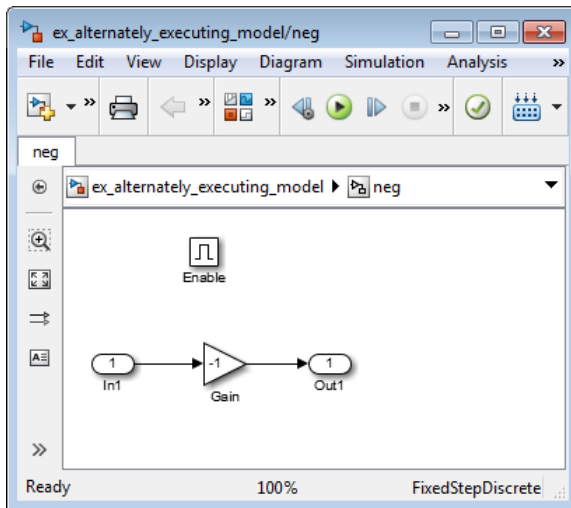 ex_alternately_executing_model/neg
File Edit View Display Diagram Simulation Analysis »
» » » »
neg
ex_alternately_executing_model neg
Enable
1 -1 1
In1 Gain Out1
A
»
Ready 100% FixedStepDiscrete